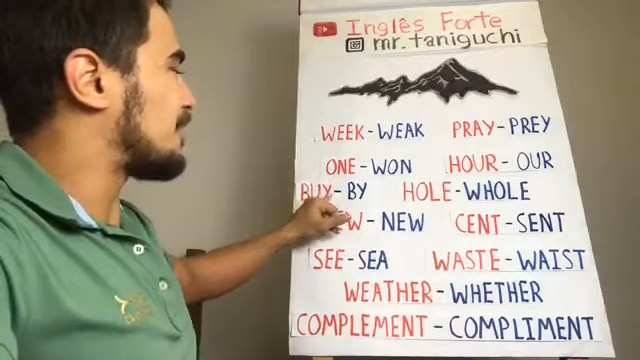 Inglês Forte
mr.taniguchi
WEEK-WEAK PRAY-PREY
ONE-WON HOUR-OUR
BUY-BY HOLE-WHOLE
-NEW CENT-SENT
SEE-SEA WASTE-WAIST
WEATHER-WHETHER
COMPLEMENT-COMPLIMENT